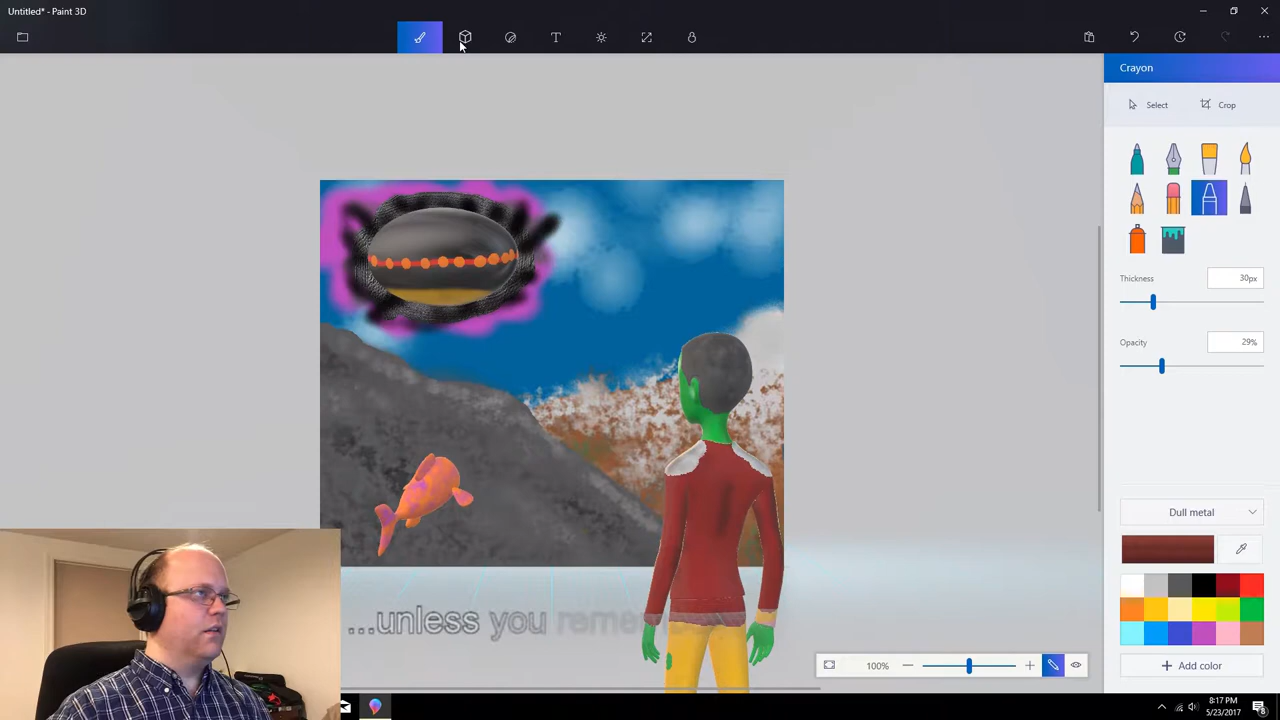 Untitled* - Paint 3D
Crayon
Select
Crop
Thickness
30px
Opacity
29%
Dull metal
...unless you
100%
Add color
8:17 PM
5/23/2017
8